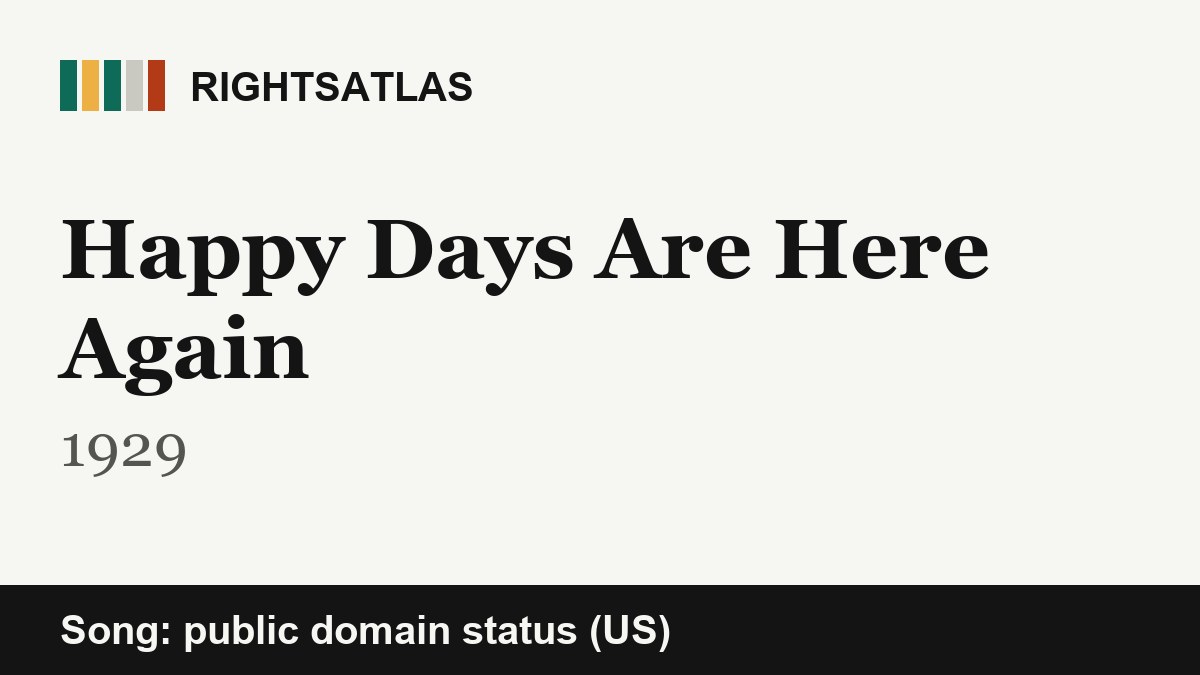 RIGHTSATLAS
Happy Days Are Here
Again
1929
Song: public domain status (US)